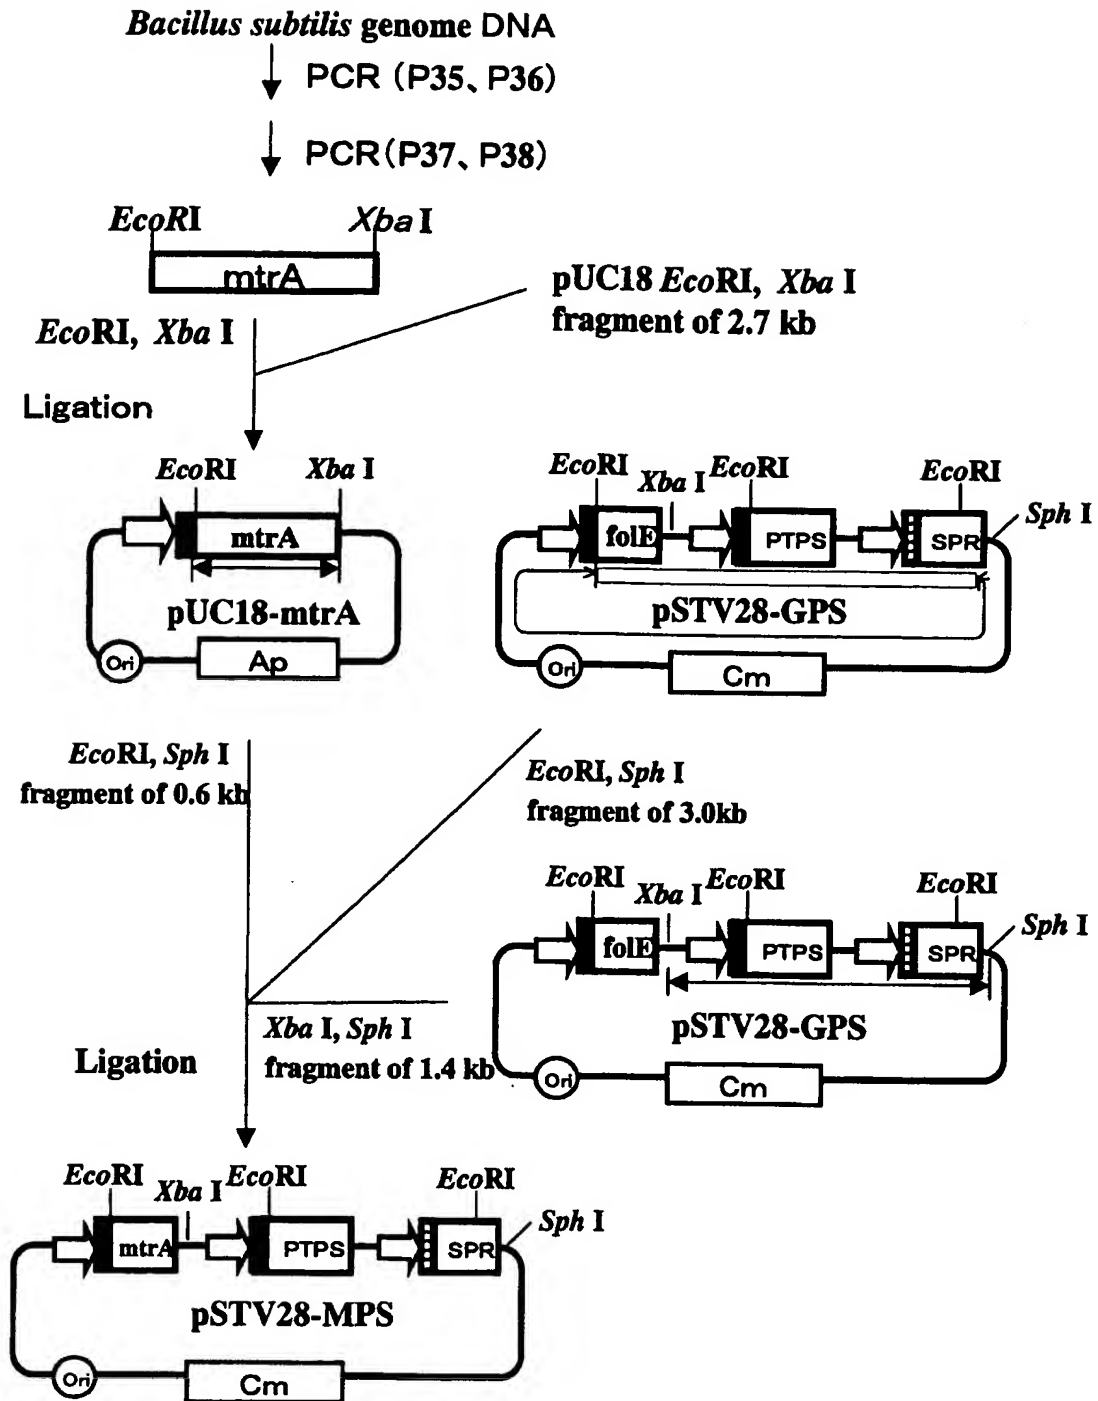 Bacillus subtilis genome DNA
PCR (P35、P36)
PCR(P37、P38)
EcoRI
Xba I
mtrA
pUC18 EcoRI, Xba I
fragment of 2.7 kb
EcoRI, Xba I
Ligation
EcoRI
Xba I
mtrA
pUC18-mtrA
Ori
Ap
EcoRI
Xba I
EcoRI
EcoRI
Sph I
folE
PTPS
SPR
pSTV28-GPS
Ori
Cm
EcoRI, Sph I
fragment of 0.6 kb
EcoRI, Sph I
fragment of 3.0kb
EcoRI
Xba I
EcoRI
EcoRI
Sph I
folE
PTPS
SPR
pSTV28-GPS
Ori
Cm
Xba I, Sph I
fragment of 1.4 kb
Ligation
EcoRI
Xba I
EcoRI
EcoRI
Sph I
mtrA
PTPS
SPR
pSTV28-MPS
Ori
Cm